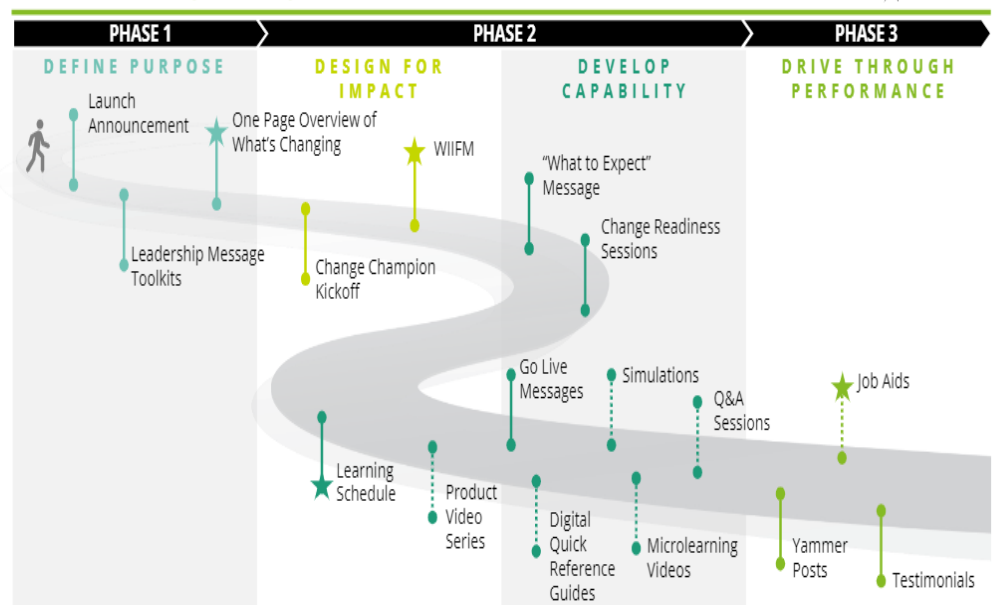 PHASE 1
PHASE 2
PHASE 3
DEFINE PURPOSE
DESIGN FOR
IMPACT
DEVELOP
CAPABILITY
DRIVE THROUGH
PERFORMANCE
Launch
Announcement
One Page Overview of
What's Changing
WIIFM
"What to Expect"
Message
Leadership Message
Toolkits
Change Champion
Kickoff
Change Readiness
Sessions
Go Live
Messages
Simulations
Q&A
Sessions
Job Aids
Learning
Schedule
Product
Video
Series
Digital
Quick
Reference
Guides
Microlearning
Videos
Yammer
Posts
Testimonials